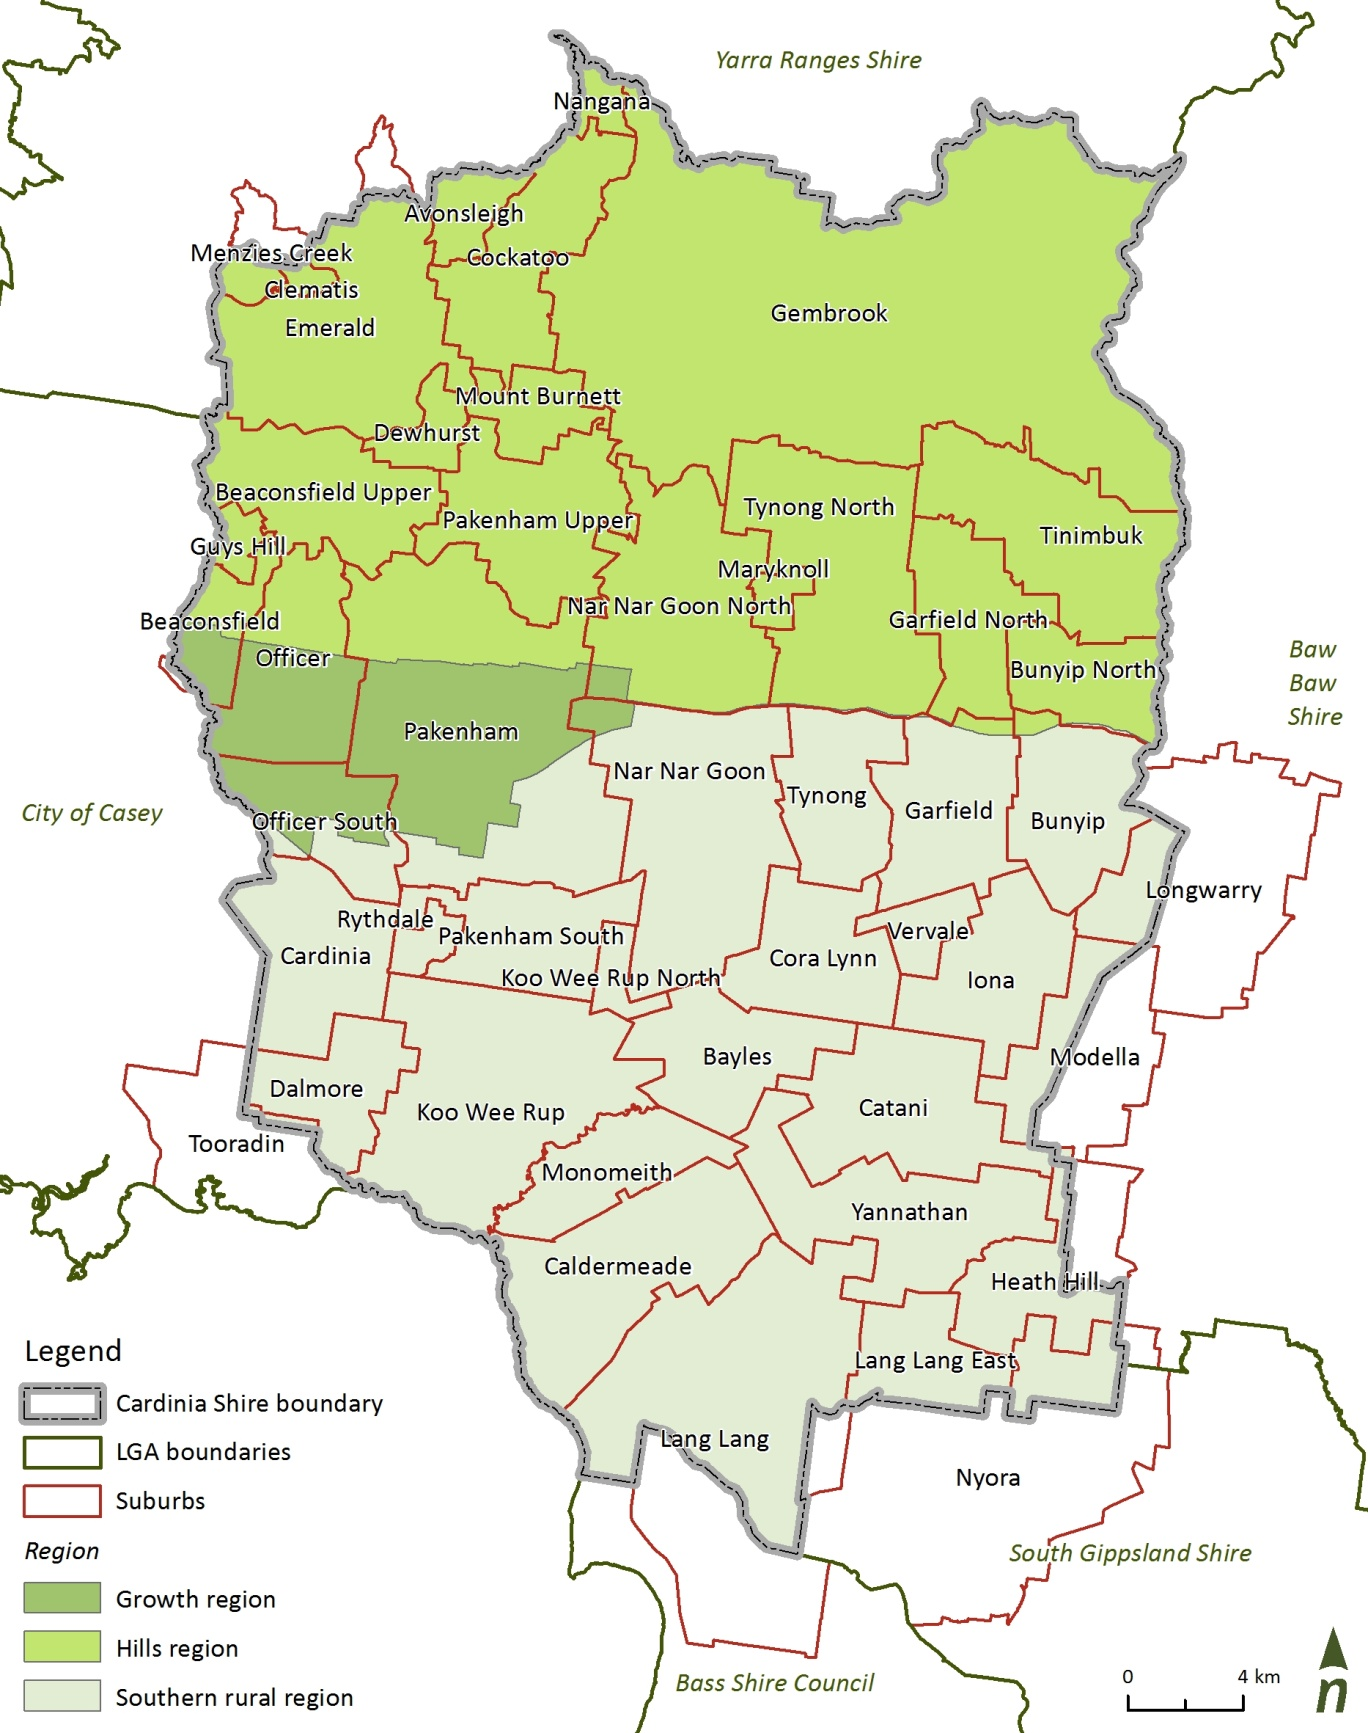 Yarra Ranges Shire
Nangana
Avonsleigh
Menzies Creek
Cockatoo
Clematis
Gembrook
Emerald
Mount Burnett
Dewhurst
Beaconsfield Upper
Tynong North
Pakenham Upper
Tinimbuk
Guys Hill
Maryknoll
Nar Nar Goon North
Beaconsfield
Garfield North
Officer
Bunyip North
Baw
Baw
Shire
Pakenham
Nar Nar Goon
Tynong
City of Casey
Garfield
Officer South
Bunyip
Longwarry
Rythdale
Vervale
Pakenham South
Cardinia
Cora Lynn
Koo Wee Rup North
Iona
Bayles
Modella
Dalmore
Catani
Koo Wee Rup
Tooradin
Monomeith
Yannathan
Caldermeade
Heath Hill
Lang Lang East
Lang Lang
Nyora
South Gippsland Shire
Bass Shire Council
Legend
Cardinia Shire boundary
LGA boundaries
Suburbs
Region
Growth region
Hills region
Southern rural region
0 4 km
n